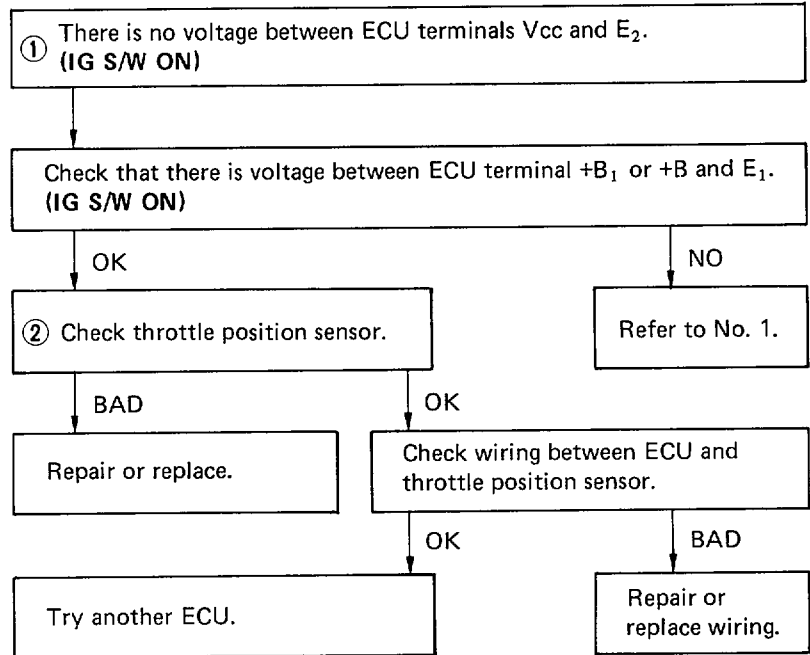 ① There is no voltage between ECU terminals Vcc and E₂.
(IG S/W ON)
Check that there is voltage between ECU terminal +B₁ or +B and E₁.
(IG S/W ON)
OK
NO
② Check throttle position sensor.
Refer to No. 1.
BAD
OK
Repair or replace.
Check wiring between ECU and
throttle position sensor.
OK
BAD
Try another ECU.
Repair or
replace wiring.